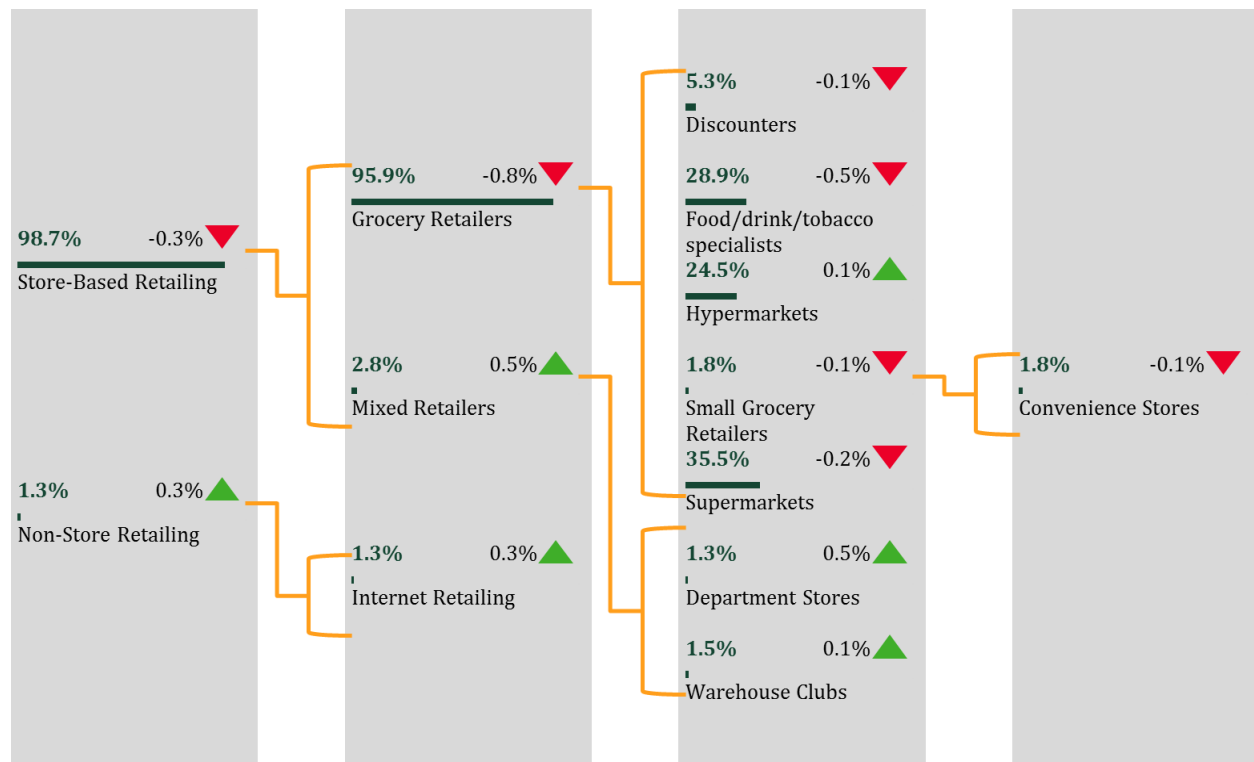 98.7% -0.3%
Store-Based Retailing
1.3% 0.3%
Non-Store Retailing
95.9% -0.8%
Grocery Retailers
2.8% 0.5%
Mixed Retailers
1.3% 0.3%
Internet Retailing
5.3% -0.1%
Discounters
28.9% -0.5%
Food/drink/tobacco
specialists
24.5% 0.1%
Hypermarkets
1.8% -0.1%
Small Grocery
Retailers
35.5% -0.2%
Supermarkets
1.3% 0.5%
Department Stores
1.5% 0.1%
Warehouse Clubs
1.8% -0.1%
Convenience Stores